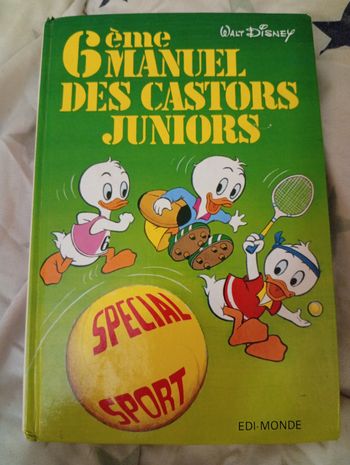 WALT DISNEY
6ème
MANUEL
DES CASTORS
JUNIORS
SPECIAL
SPORT
EDI-MONDE